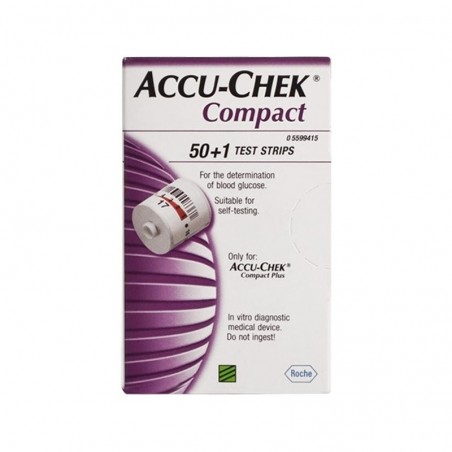 ACCU-CHEK®
Compact
0 5599415
50+1 TEST STRIPS
For the determination
of blood glucose.
Suitable for
self-testing.
17
Only for:
ACCU-CHEK®
Compact Plus
In vitro diagnostic
medical device.
Do not ingest!
Roche